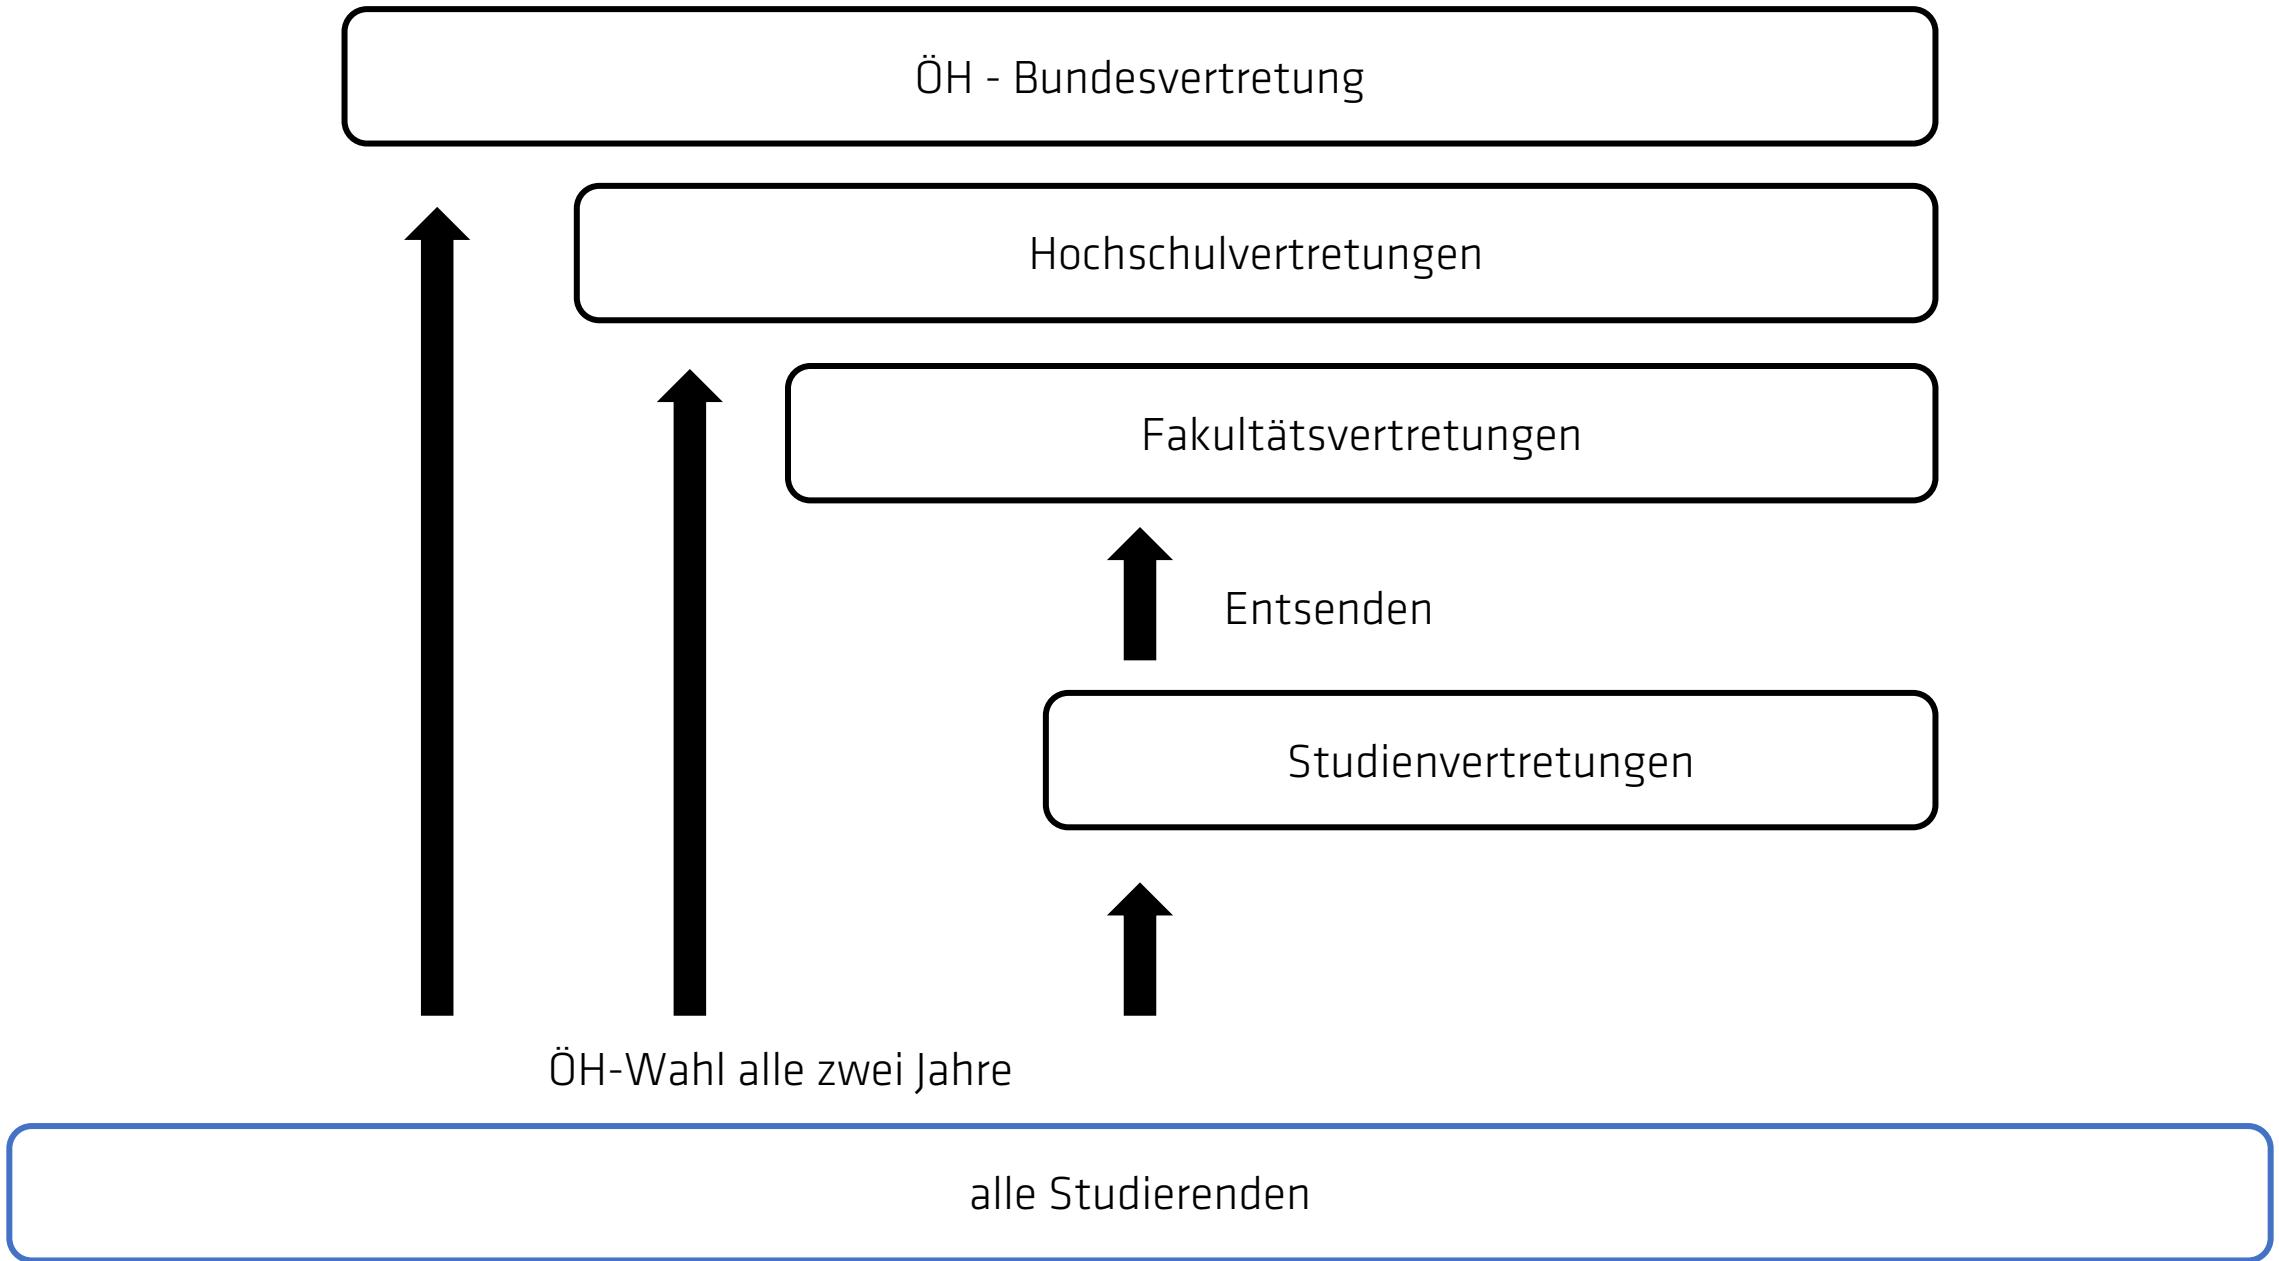 ÖH - Bundesvertretung
Hochschulvertretungen
Fakultätsvertretungen
Entsenden
Studienvertretungen
ÖH-Wahl alle zwei Jahre
alle Studierenden